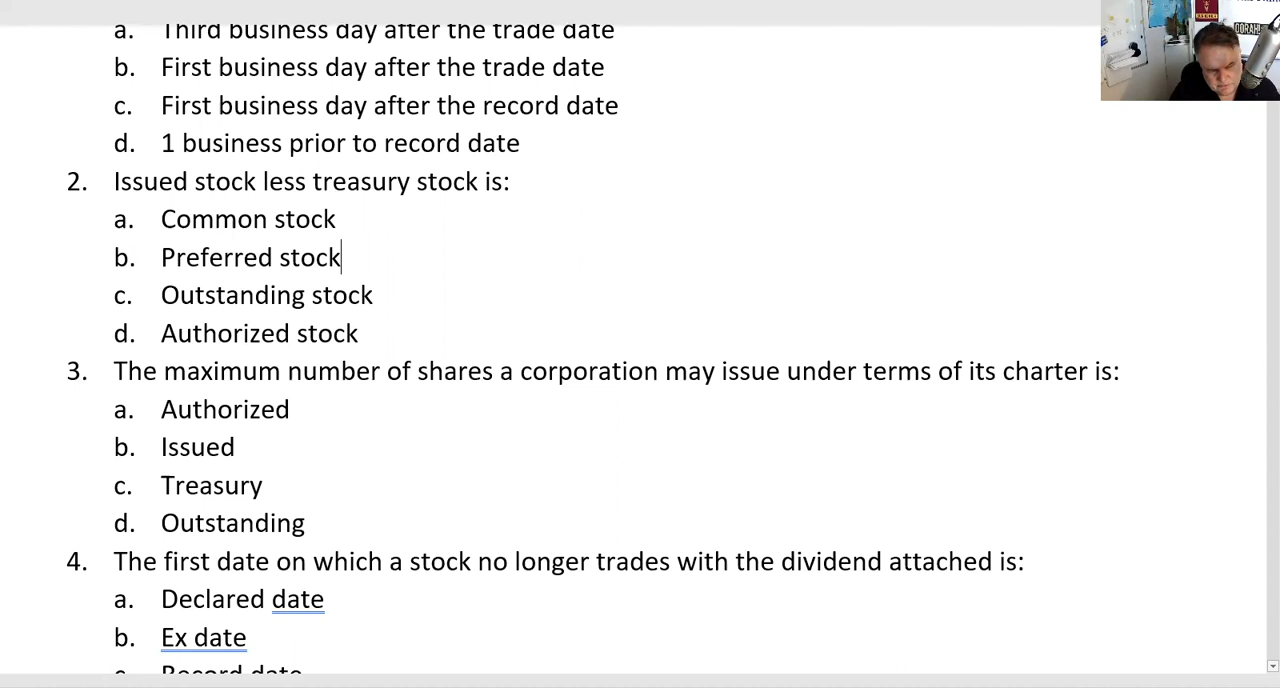 a. Third business day after the trade date
b. First business day after the trade date
c. First business day after the record date
d. 1 business prior to record date
2. Issued stock less treasury stock is:
a. Common stock
b. Preferred stock
c. Outstanding stock
d. Authorized stock
3. The maximum number of shares a corporation may issue under terms of its charter is:
a. Authorized
b. Issued
c. Treasury
d. Outstanding
4. The first date on which a stock no longer trades with the dividend attached is:
a. Declared date
b. Ex date
c. Record date
OORAH!